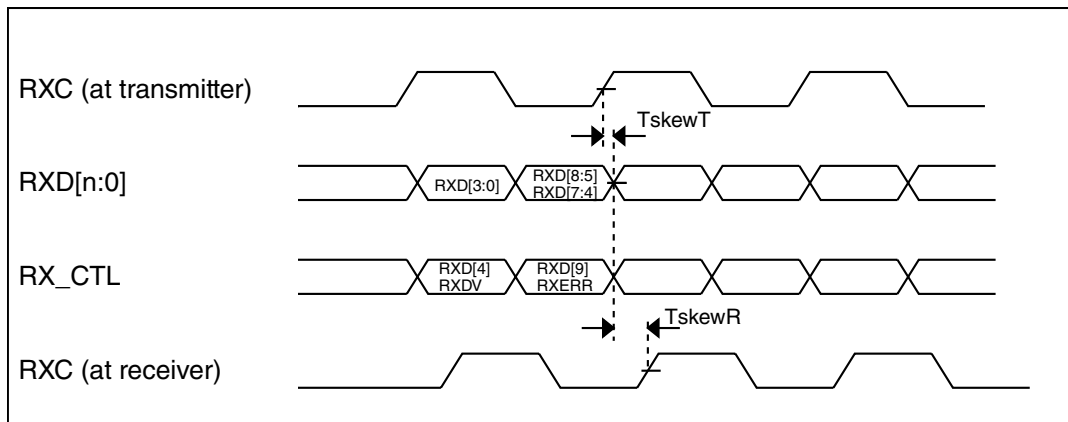 RXC (at transmitter)
TskewT
RXD[n:0]
RXD[3:0]
RXD[8:5]
RXD[7:4]
RX_CTL
RXD[4]
RXDV
RXD[9]
RXERR
TskewR
RXC (at receiver)